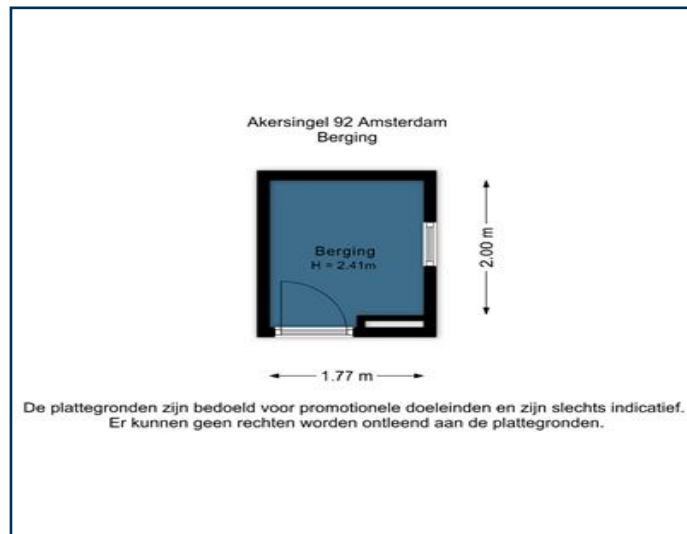 Akersingel 92 Amsterdam
Berging
Berging
H = 2.41m
2.00 m
1.77 m
De plattegronden zijn bedoeld voor promotionele doeleinden en zijn slechts indicatief.
Er kunnen geen rechten worden ontleend aan de plattegronden.